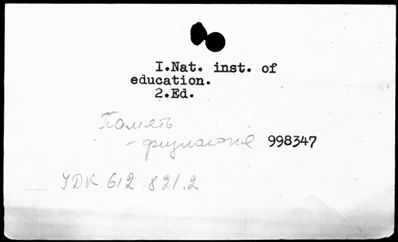 I.Nat. inst. of
education.
2.Ed.
Память
- физиология 998347
УДК 612.821.2